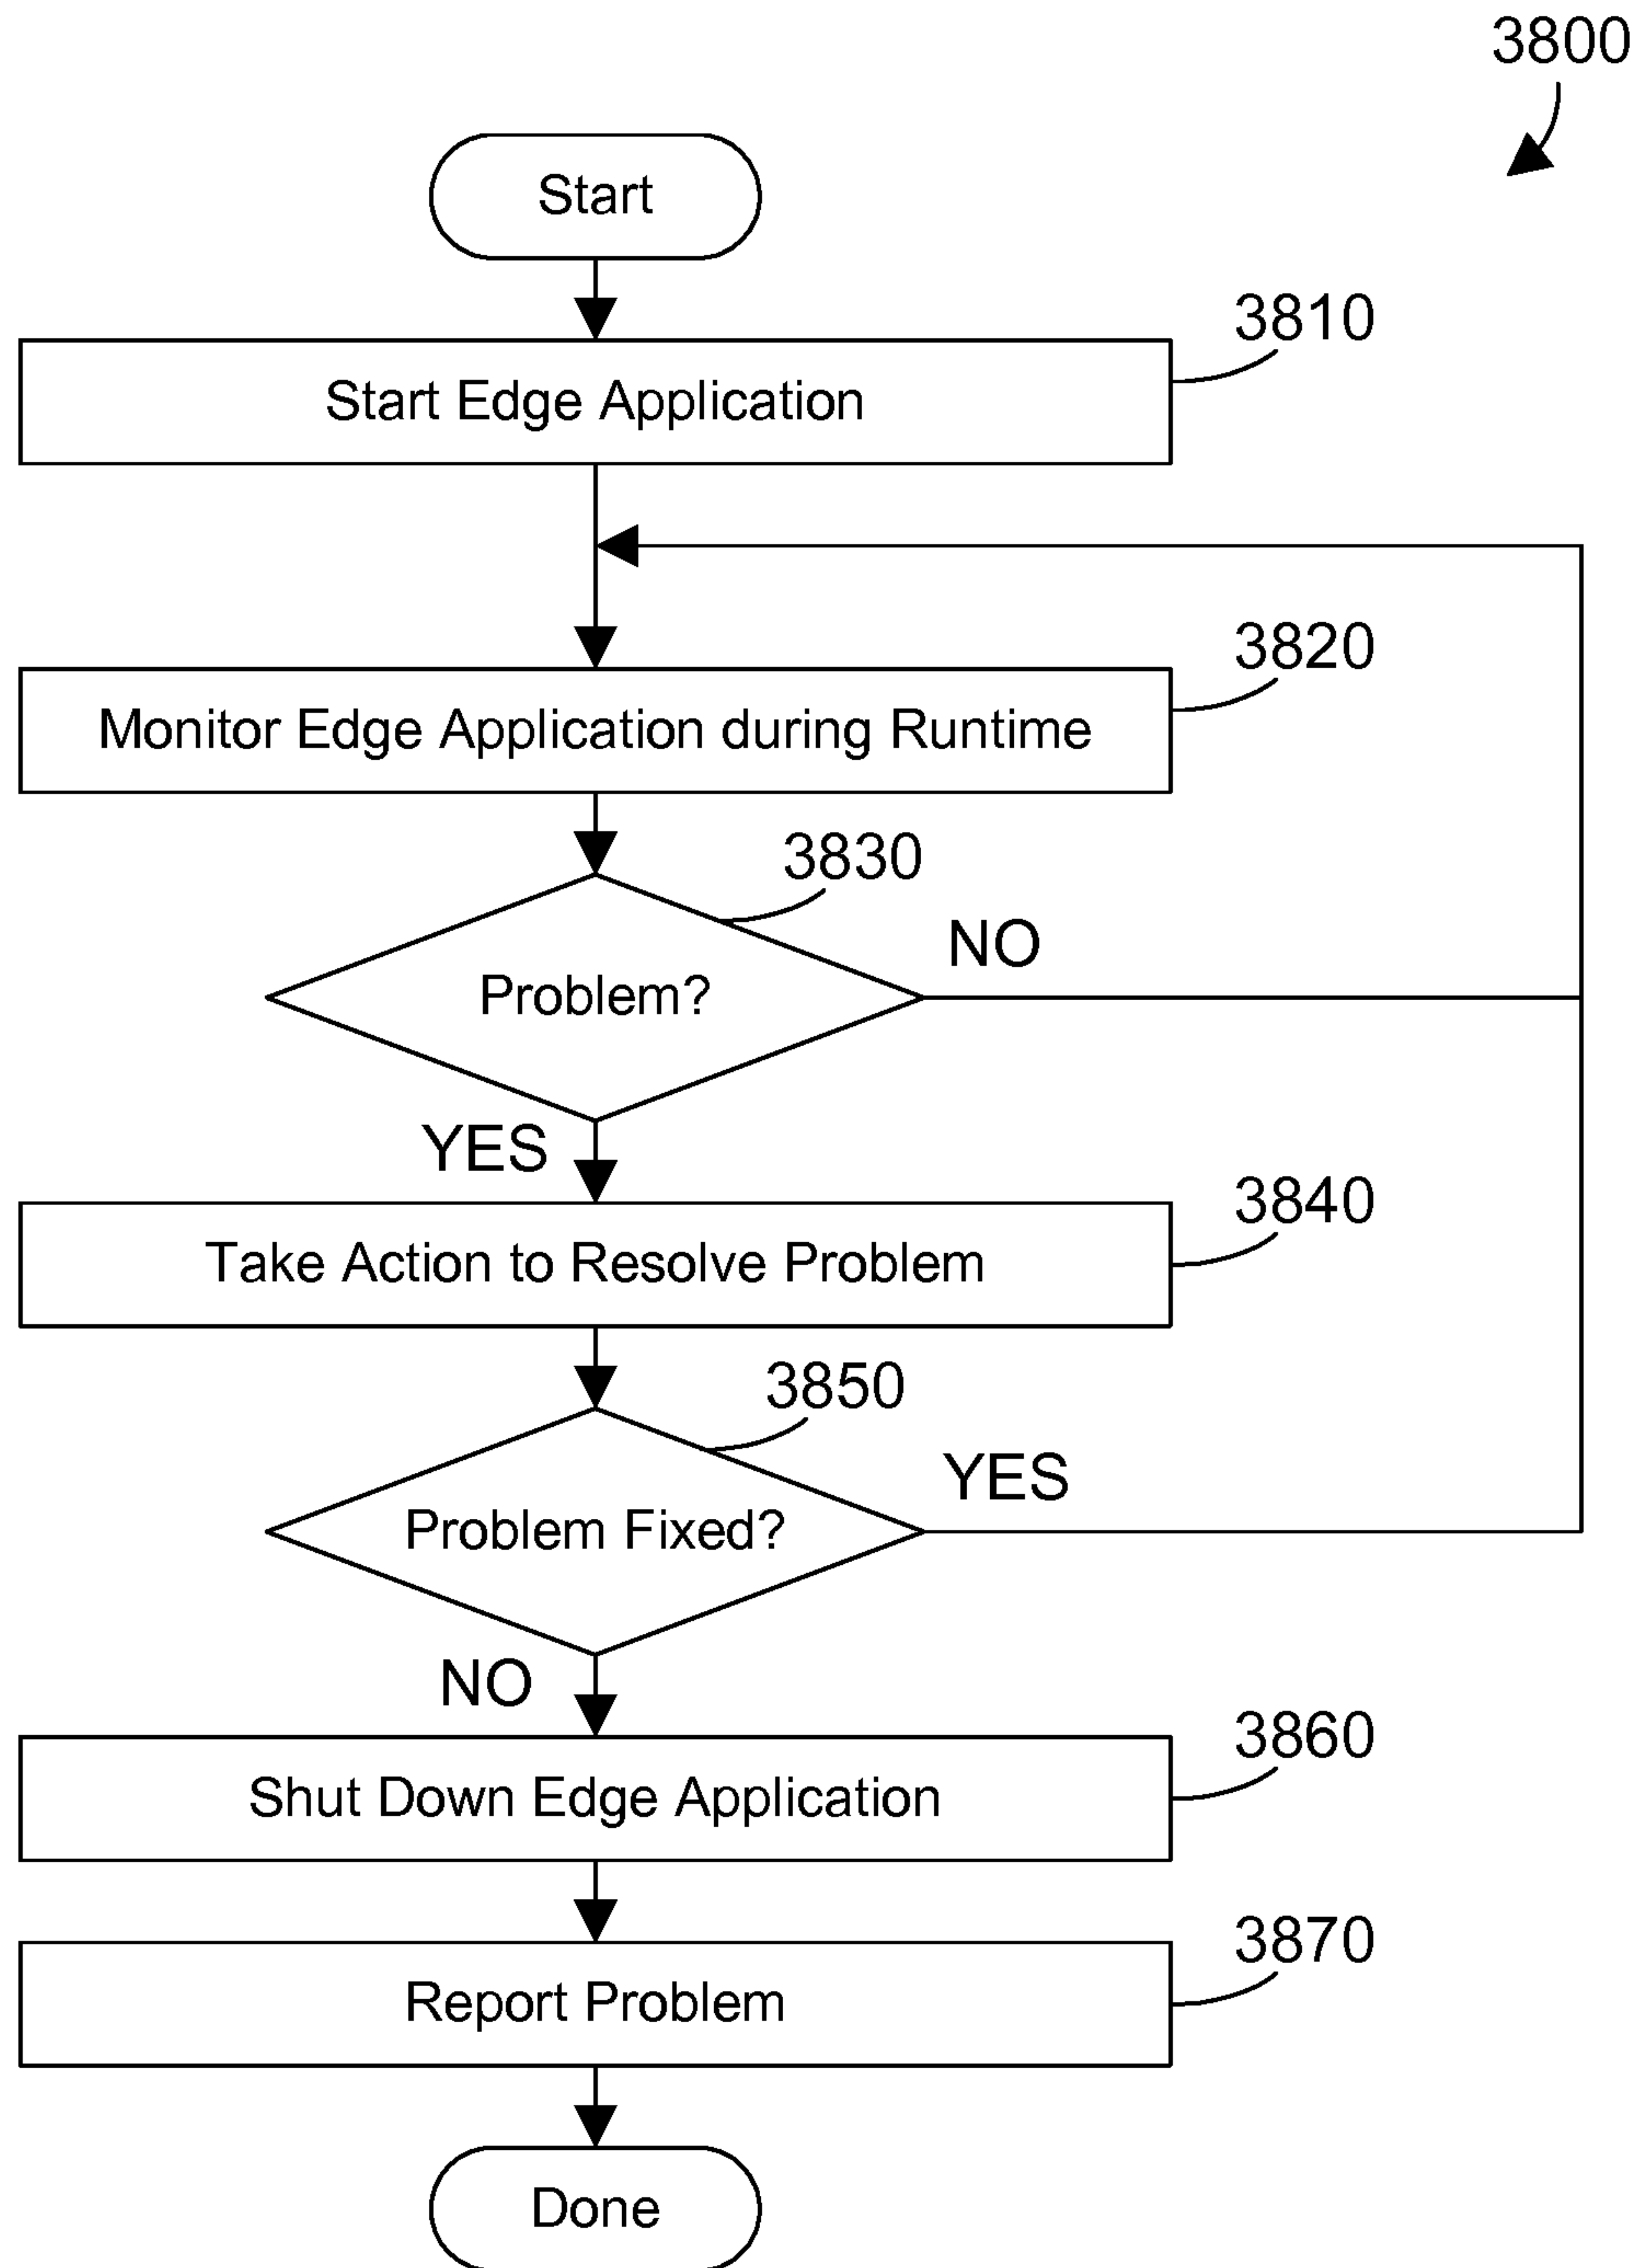 3800
Start
3810
Start Edge Application
3820
Monitor Edge Application during Runtime
3830
NO
Problem?
YES
3840
Take Action to Resolve Problem
3850
YES
Problem Fixed?
NO
3860
Shut Down Edge Application
3870
Report Problem
Done